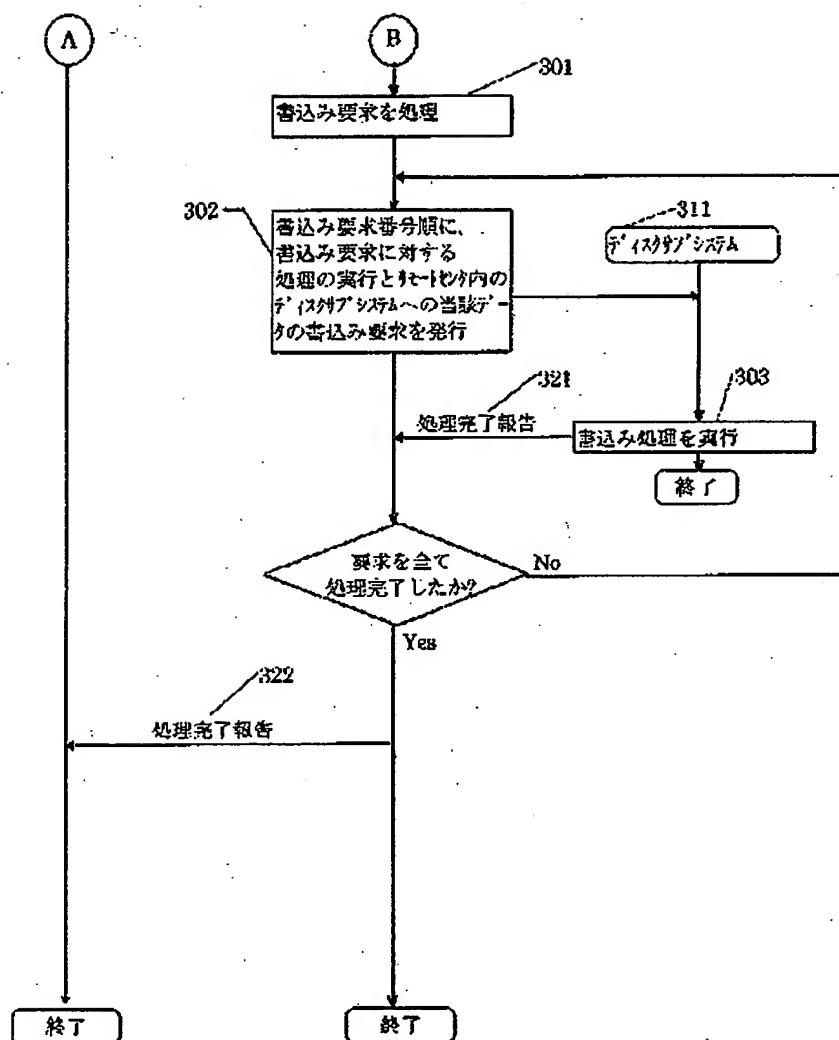 A
B
301
書込み要求を処理
302
書込み要求番号順に、
書込み要求に対する
処理の実行とリモートセンタ内の
ディスクサブシステムへの当該デー
タの書込み要求を発行
311
ディスクサブシステム
321
処理完了報告
303
書込み処理を実行
終了
要求を全て
処理完了したか?
No
Yes
322
処理完了報告
終了
終了